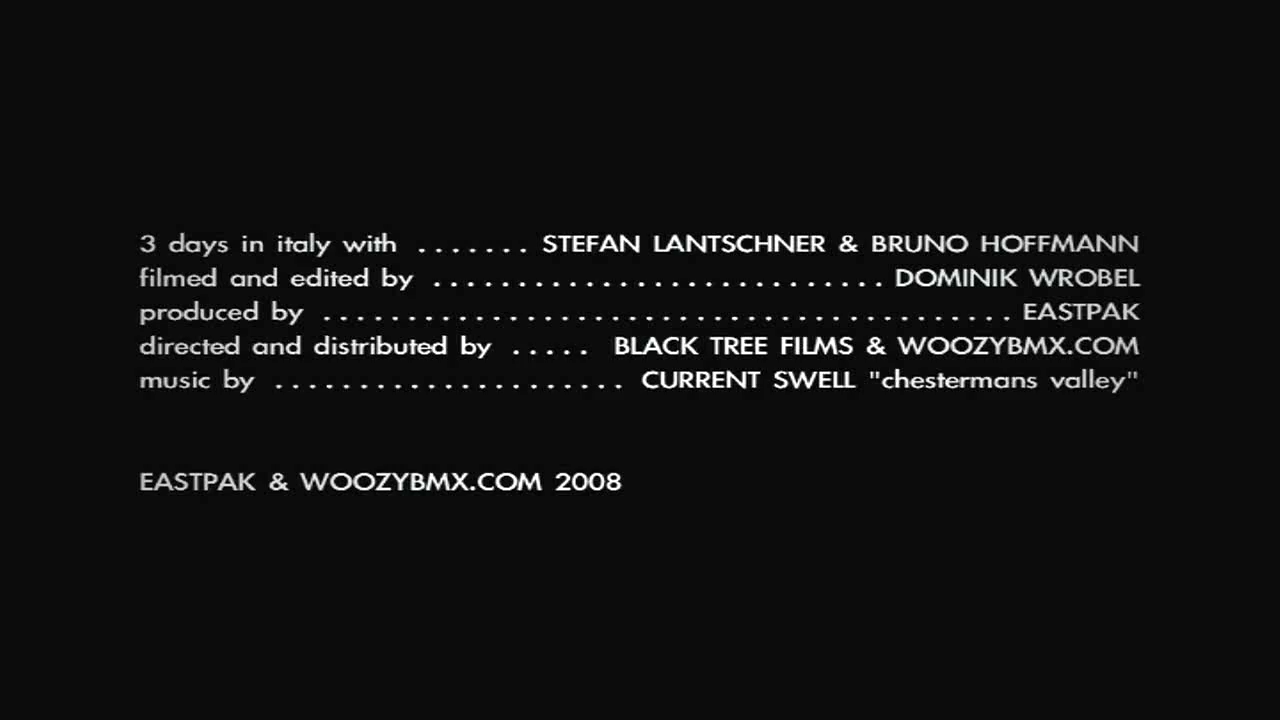 3 days in italy with ....... STEFAN LANTSCHNER & BRUNO HOFFMANN
filmed and edited by ........................... DOMINIK WROBEL
produced by ......................................... EASTPAK
directed and distributed by ..... BLACK TREE FILMS & WOOZYBMX.COM
music by ..................... CURRENT SWELL "chestermans valley"
EASTPAK & WOOZYBMX.COM 2008